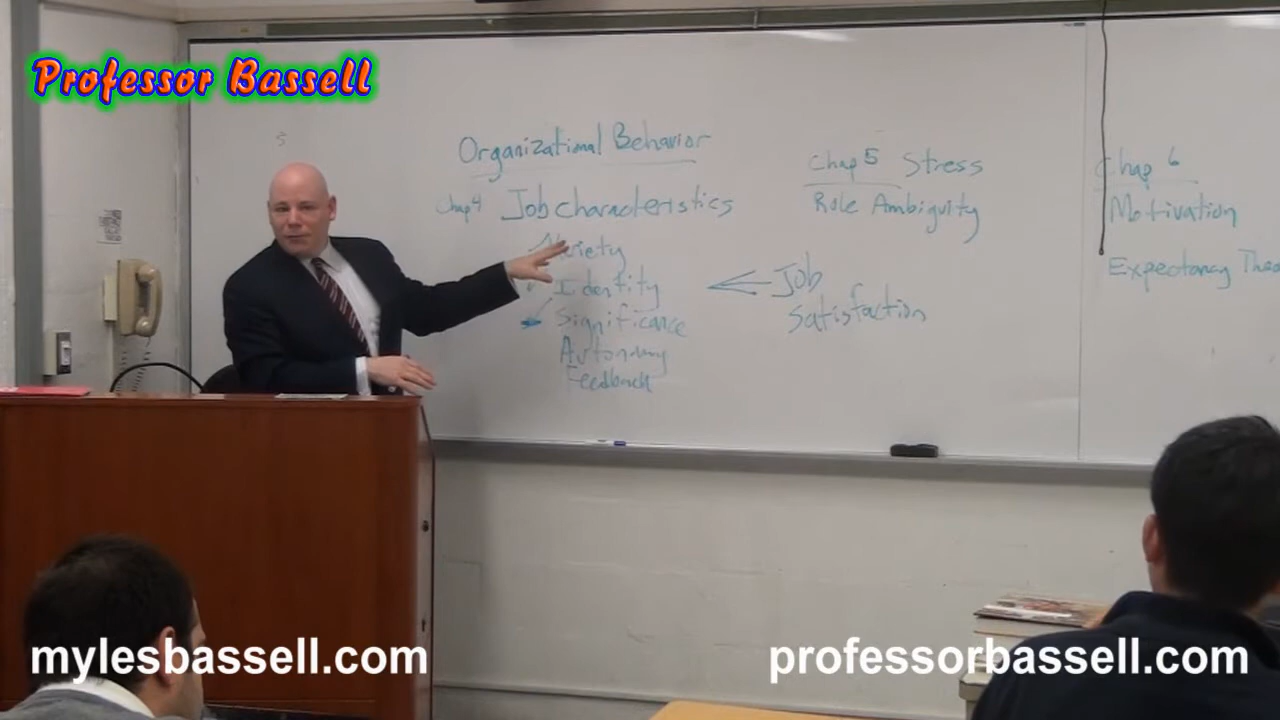 Professor Bassell
Organizational Behavior
Chap 4 Job characteristics
Variety
Identity
Significance
Autonomy
Feedback
Job
Satisfaction
Chap 5 Stress
Role Ambiguity
Chap 6
Motivation
Expectancy Theo
mylesbassell.com
professorbassell.com